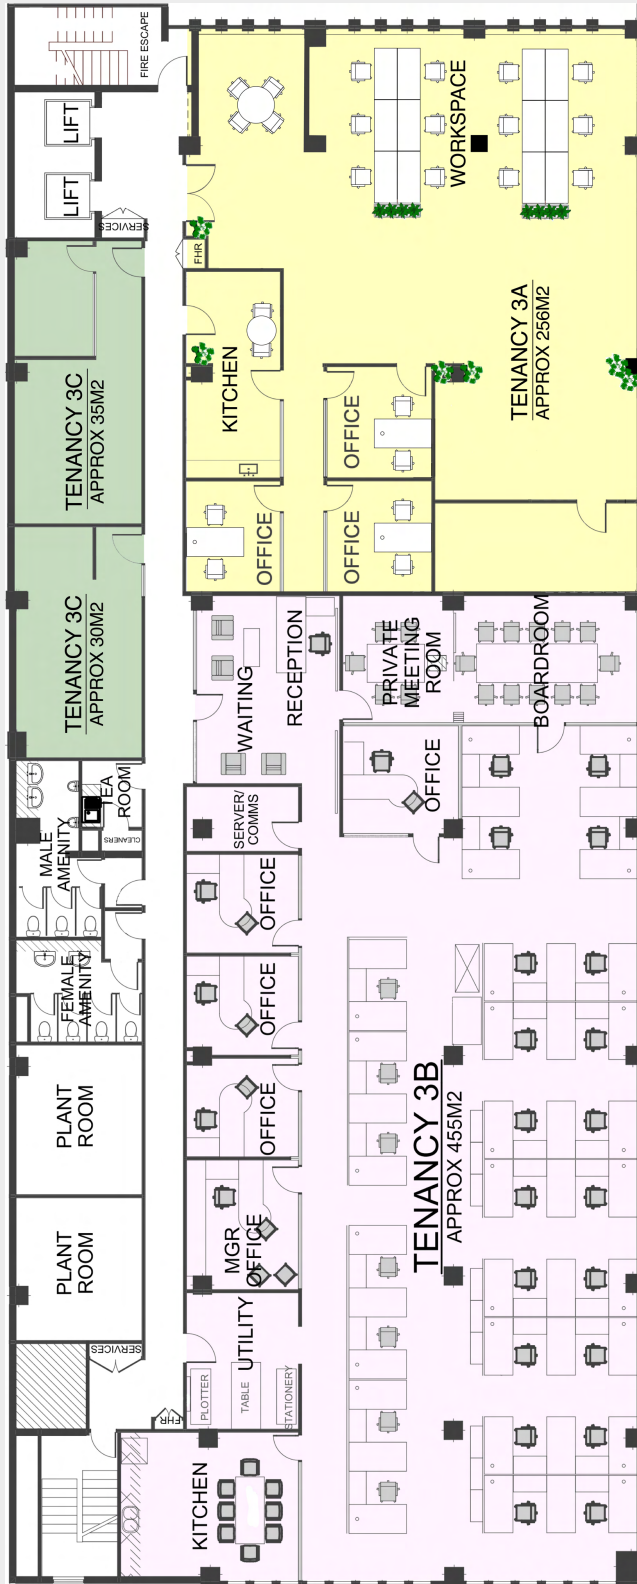 FIRE ESCAPE
LIFT
LIFT
SERVICES
FHR
WORKSPACE
TENANCY 3A
APPROX 256M2
KITCHEN
OFFICE
OFFICE
OFFICE
TENANCY 3C
APPROX 35M2
TENANCY 3C
APPROX 30M2
WAITING
RECEPTION
PRIVATE
MEETING
ROOM
BOARDROOM
OFFICE
SERVER/
COMMS
TEA
ROOM
CLEANERS
MALE
AMENITY
FEMALE
AMENITY
OFFICE
OFFICE
OFFICE
MGR
OFFICE
TENANCY 3B
APPROX 455M2
PLANT
ROOM
PLANT
ROOM
SERVICES
FHR
UTILITY
PLOTTER
TABLE
STATIONERY
KITCHEN